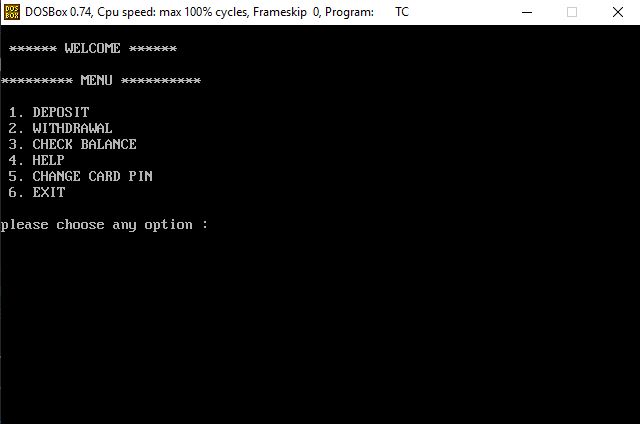 DOS BOX
DOSBox 0.74, Cpu speed: max 100% cycles, Frameskip 0, Program: TC
****** WELCOME ******
********* MENU **********
1. DEPOSIT
2. WITHDRAWAL
3. CHECK BALANCE
4. HELP
5. CHANGE CARD PIN
6. EXIT
please choose any option :